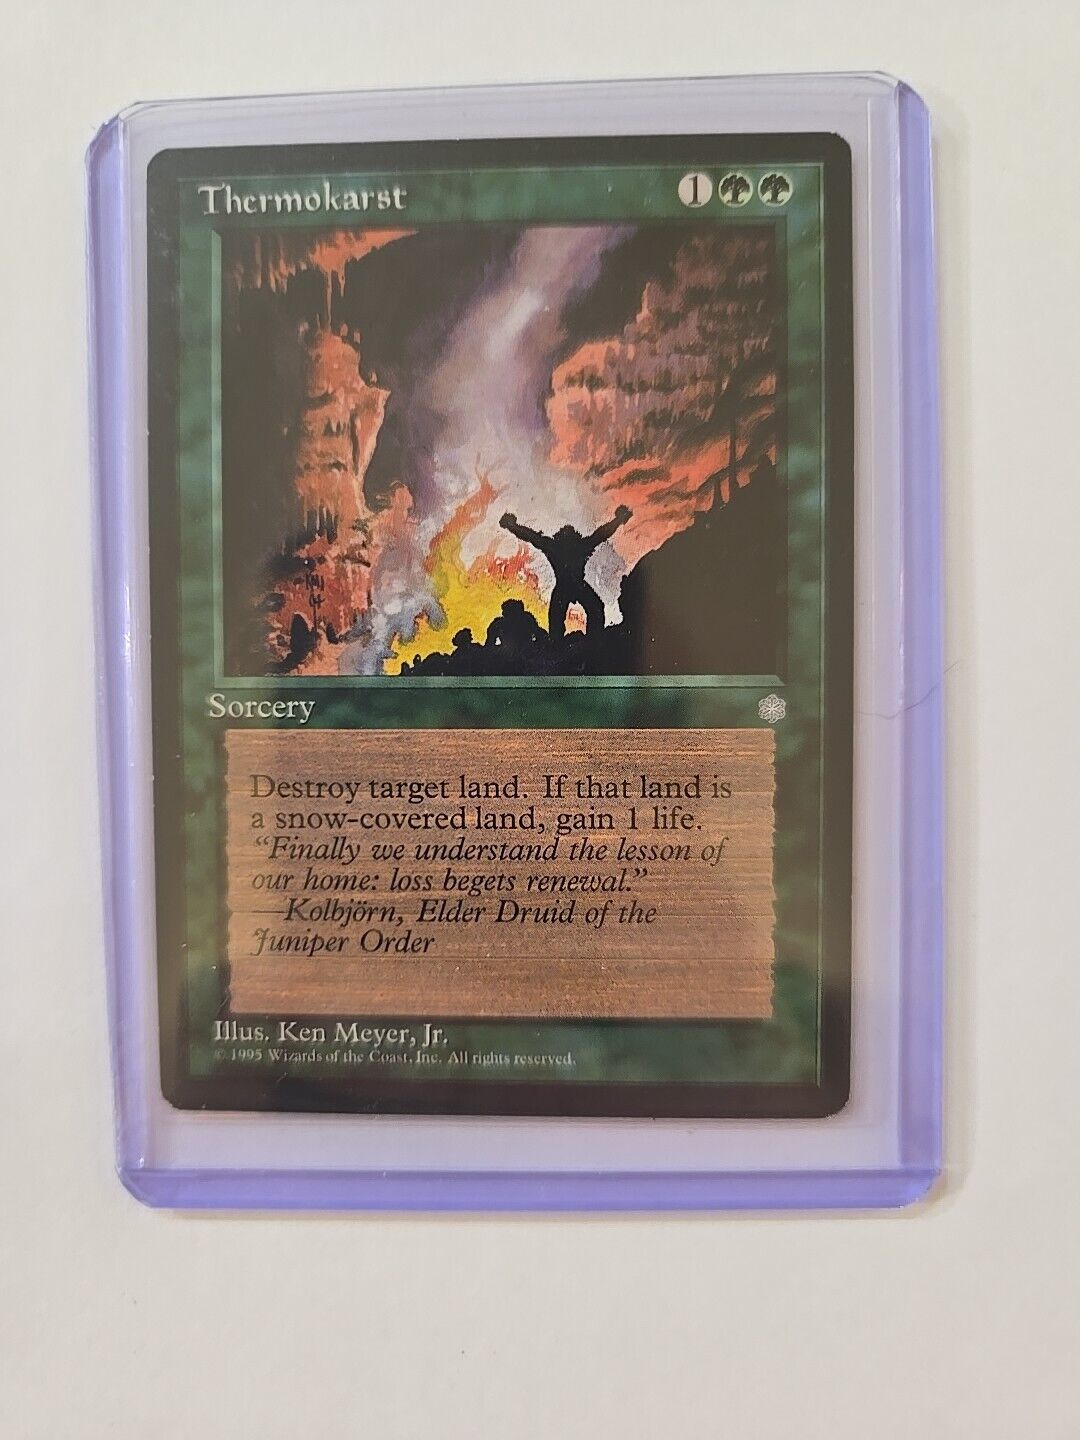 Thermokarst 1
Sorcery
Destroy target land. If that land is
a snow-covered land, gain 1 life.
“Finally we understand the lesson of
our home: loss begets renewal.”
—Kolbjörn, Elder Druid of the
Juniper Order
Illus. Ken Meyer, Jr.
© 1995 Wizards of the Coast, Inc. All rights reserved.